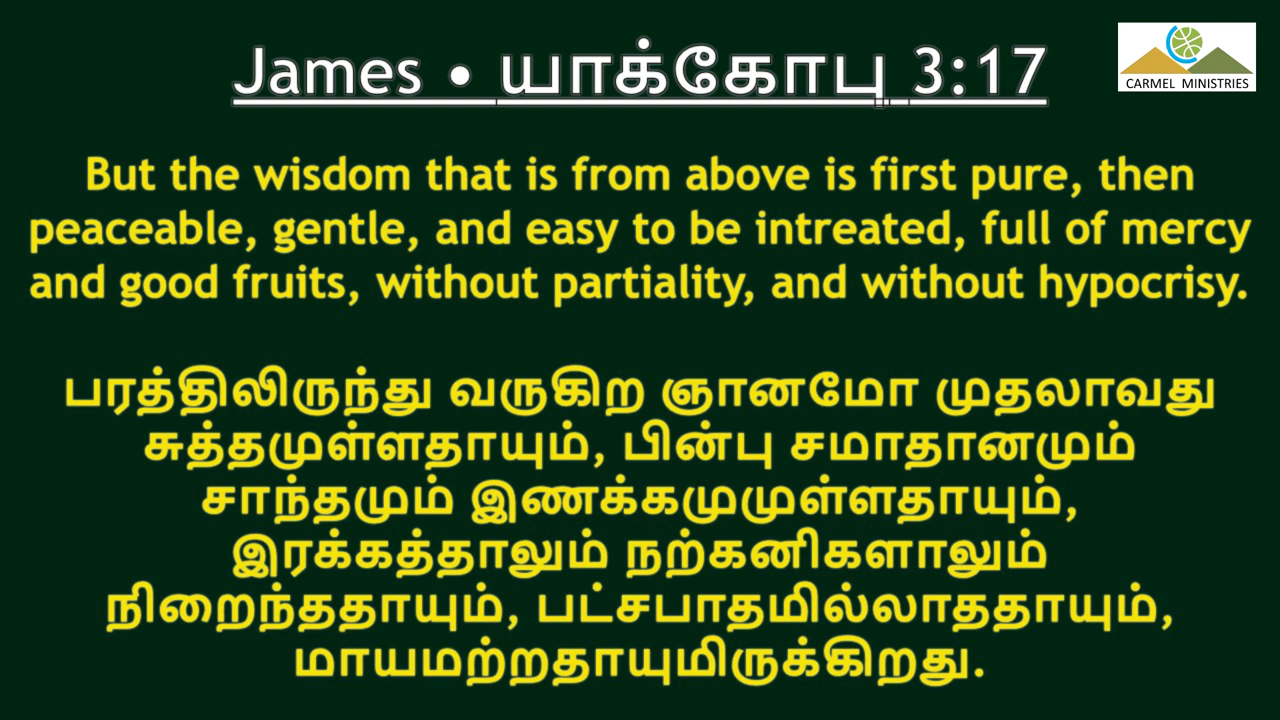 James • யாக்கோபு 3:17
CARMEL MINISTRIES
But the wisdom that is from above is first pure, then
peaceable, gentle, and easy to be intreated, full of mercy
and good fruits, without partiality, and without hypocrisy.
பரத்திலிருந்து வருகிற ஞானமோ முதலாவது
சுத்தமுள்ளதாயும், பின்பு சமாதானமும்
சாந்தமும் இணக்கமுமுள்ளதாயும்,
இரக்கத்தாலும் நற்கனிகளாலும்
நிறைந்ததாயும், பட்சபாதமில்லாததாயும்,
மாயமற்றதாயுமிருக்கிறது.